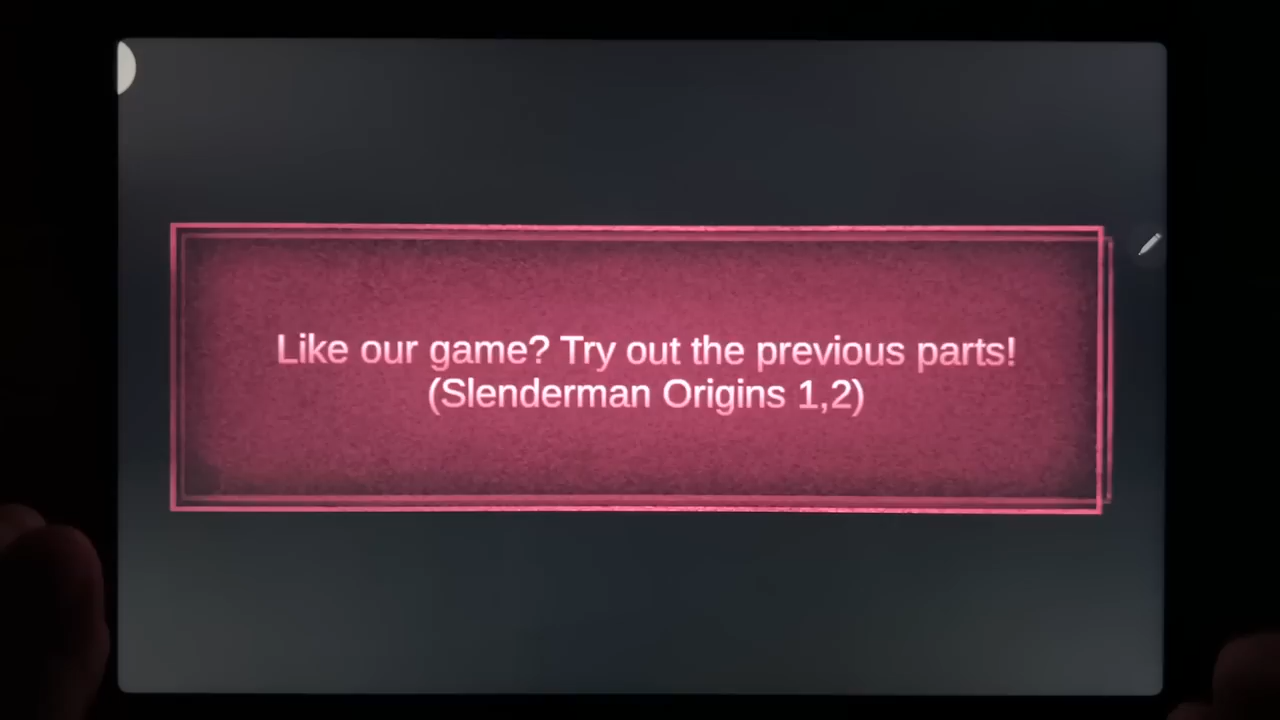 Like our game? Try out the previous parts!
(Slenderman Origins 1,2)